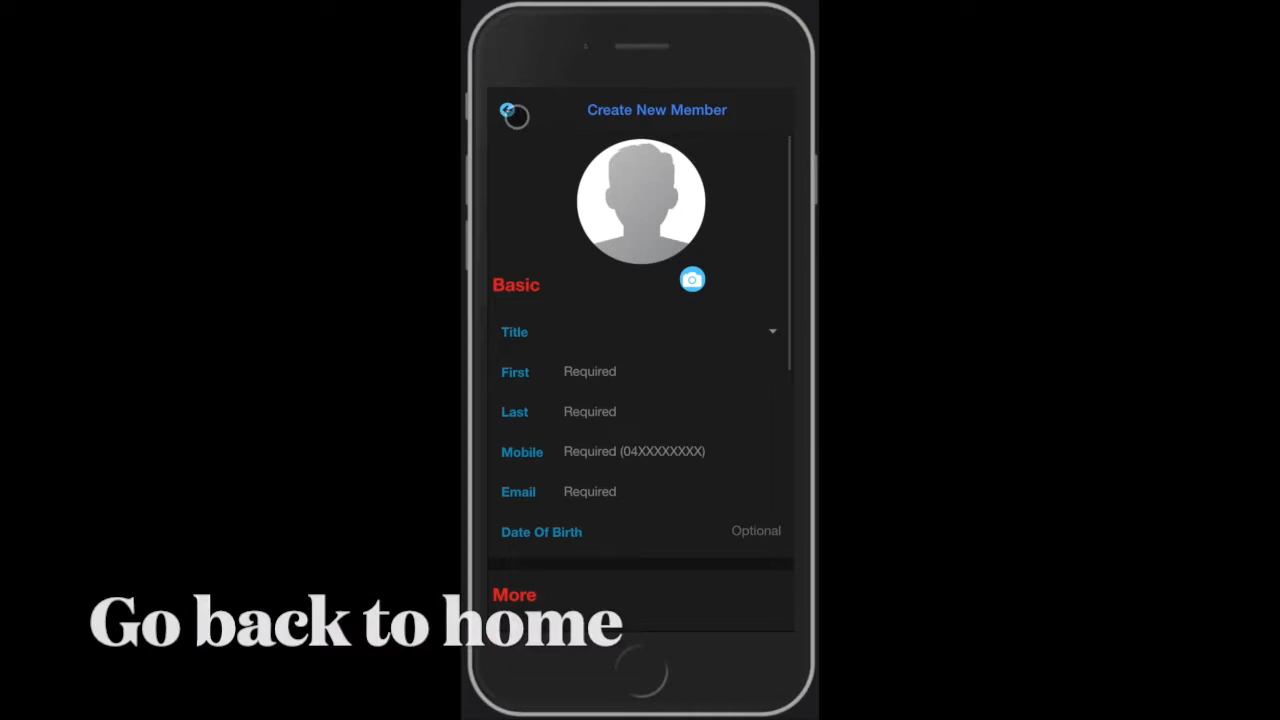 Create New Member
Basic
Title
First Required
Last Required
Mobile Required (04XXXXXXXX)
Email Required
Date Of Birth Optional
More
Go back to home